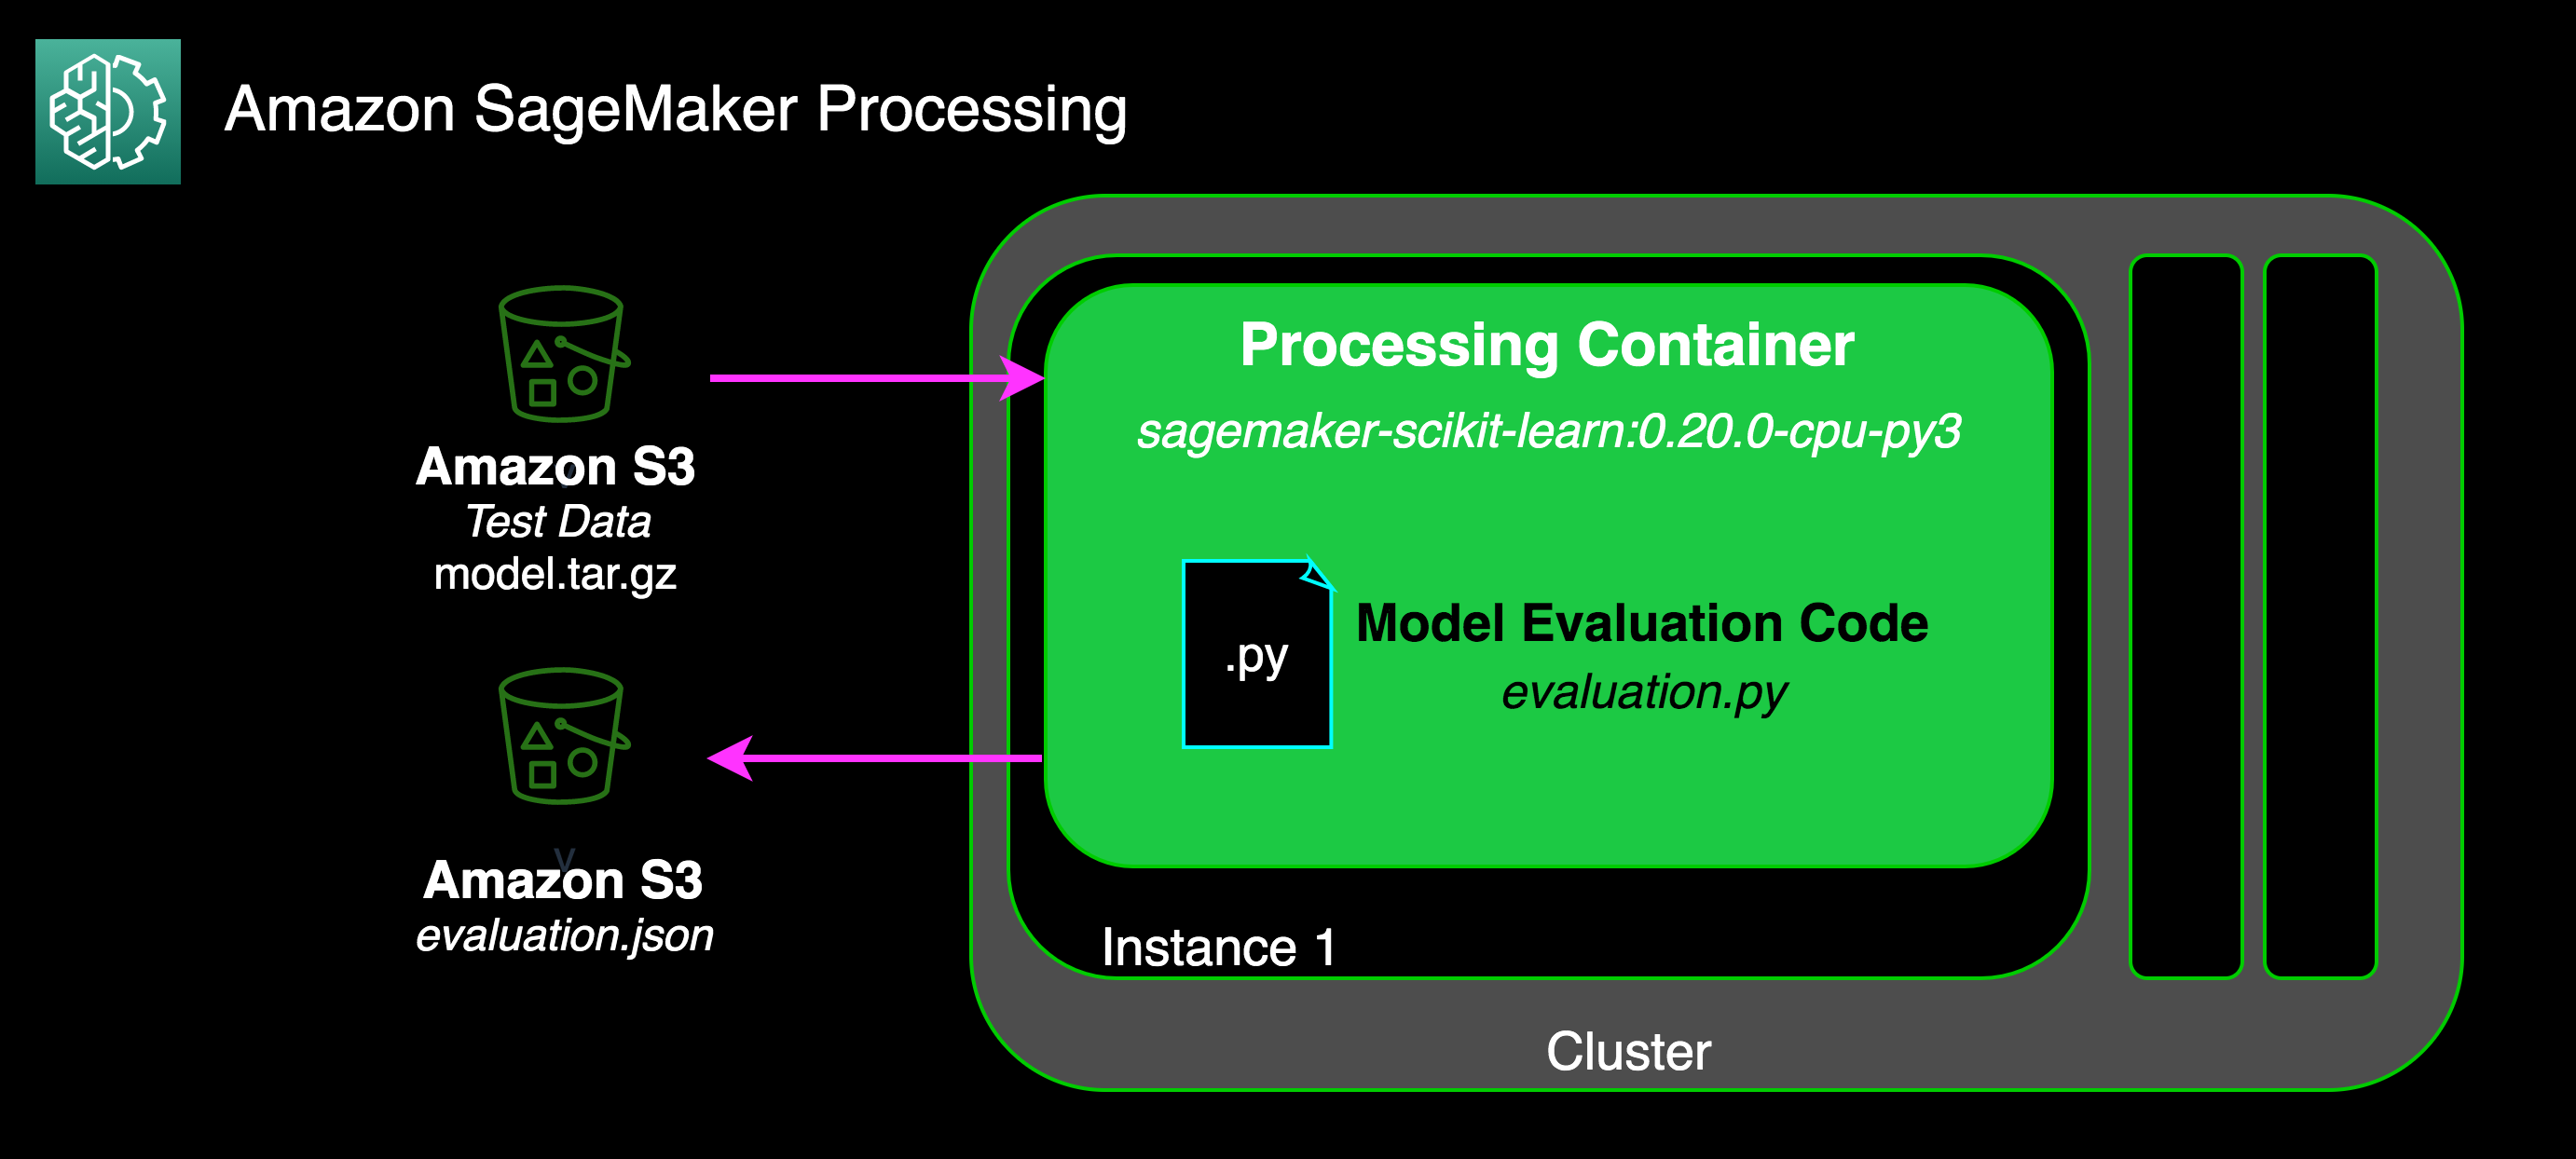 Amazon SageMaker Processing
Amazon S3
Test Data
model.tar.gz
v
Amazon S3
evaluation.json
Processing Container
sagemaker-scikit-learn:0.20.0-cpu-py3
.py
Model Evaluation Code
evaluation.py
Instance 1
Cluster